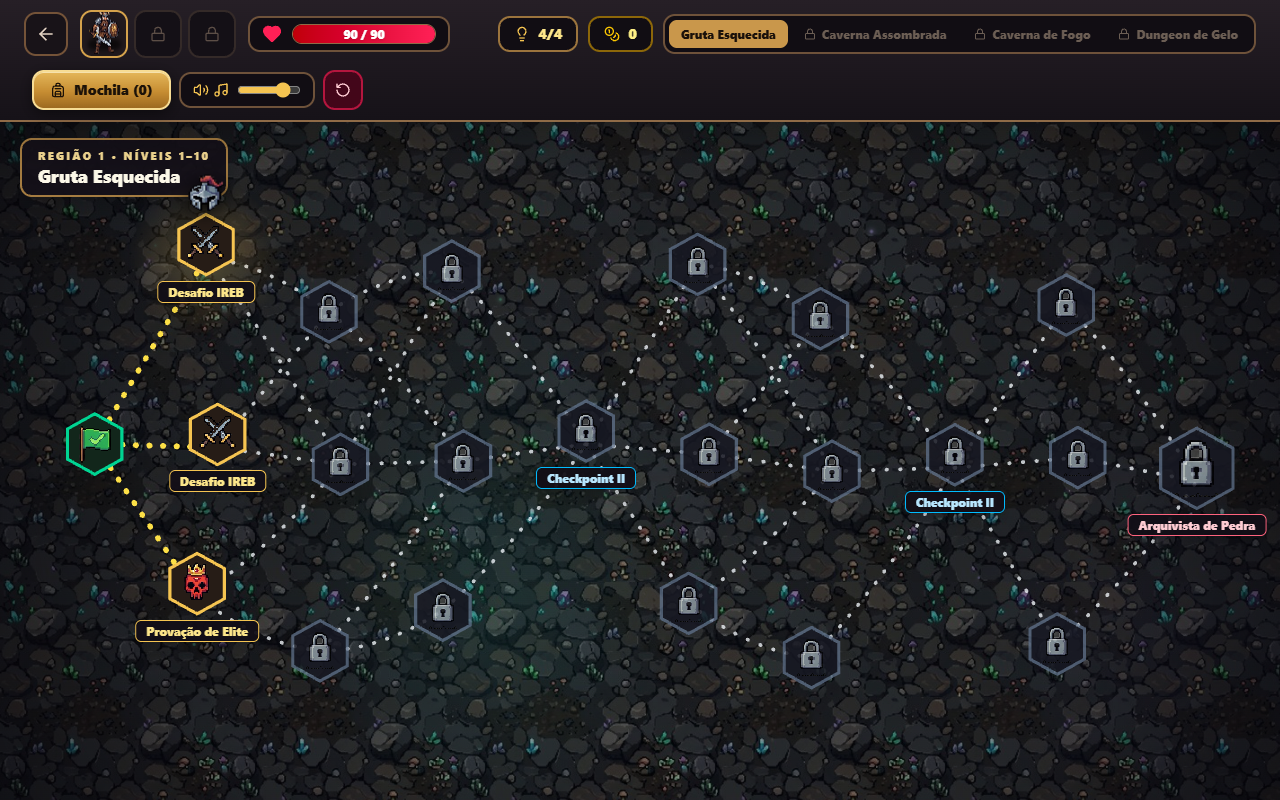 90 / 90
4/4
0
Gruta Esquecida
Caverna Assombrada
Caverna de Fogo
Dungeon de Gelo
Mochila (0)
REGIÃO 1 • NÍVEIS 1–10
Gruta Esquecida
Desafio IREB
Desafio IREB
Checkpoint II
Checkpoint II
Arquivista de Pedra
Provação de Elite